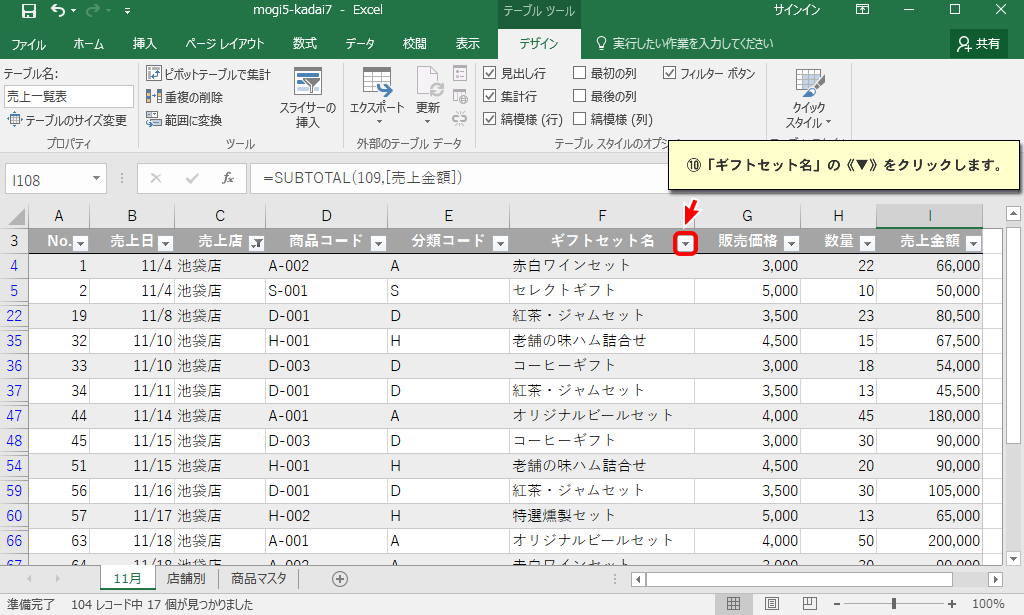 mogi5-kadai7 - Excel
テーブル ツール
サインイン
ファイル ホーム 挿入 ページ レイアウト 数式 データ 校閲 表示 デザイン 実行したい作業を入力してください 共有
テーブル名:
売上一覧表
テーブルのサイズ変更
プロパティ
ピボットテーブルで集計
重複の削除
範囲に変換
スライサーの
挿入
ツール
エクスポート 更新
外部のテーブル データ
見出し行 最初の列 フィルター ボタン
集計行 最後の列
縞模様 (行) 縞模様 (列)
テーブル スタイルのオプシ
クイック
スタイル
⑩「ギフトセット名」の《▼》をクリックします。
I108 fx =SUBTOTAL(109,[売上金額])
A B C D E F G H I
3 No. 売上日 売上店 商品コード 分類コード ギフトセット名 販売価格 数量 売上金額
4 1 11/4 池袋店 A-002 A 赤白ワインセット 3,000 22 66,000
5 2 11/4 池袋店 S-001 S セレクトギフト 5,000 10 50,000
22 19 11/8 池袋店 D-001 D 紅茶・ジャムセット 3,500 23 80,500
35 32 11/10 池袋店 H-001 H 老舗の味ハム詰合せ 4,500 15 67,500
36 33 11/10 池袋店 D-003 D コーヒーギフト 3,000 18 54,000
37 34 11/11 池袋店 D-001 D 紅茶・ジャムセット 3,500 13 45,500
47 44 11/14 池袋店 A-001 A オリジナルビールセット 4,000 45 180,000
48 45 11/15 池袋店 D-003 D コーヒーギフト 3,000 30 90,000
54 51 11/15 池袋店 H-001 H 老舗の味ハム詰合せ 4,500 20 90,000
59 56 11/16 池袋店 D-001 D 紅茶・ジャムセット 3,500 30 105,000
60 57 11/17 池袋店 H-002 H 特選燻製セット 5,000 13 65,000
66 63 11/18 池袋店 A-001 A オリジナルビールセット 4,000 50 200,000
67 64 11/18 池袋店 A-002 A 赤白ワインセット 3,000 30 90,000
11月 店舗別 商品マスタ
準備完了 104 レコード中 17 個が見つかりました 100%